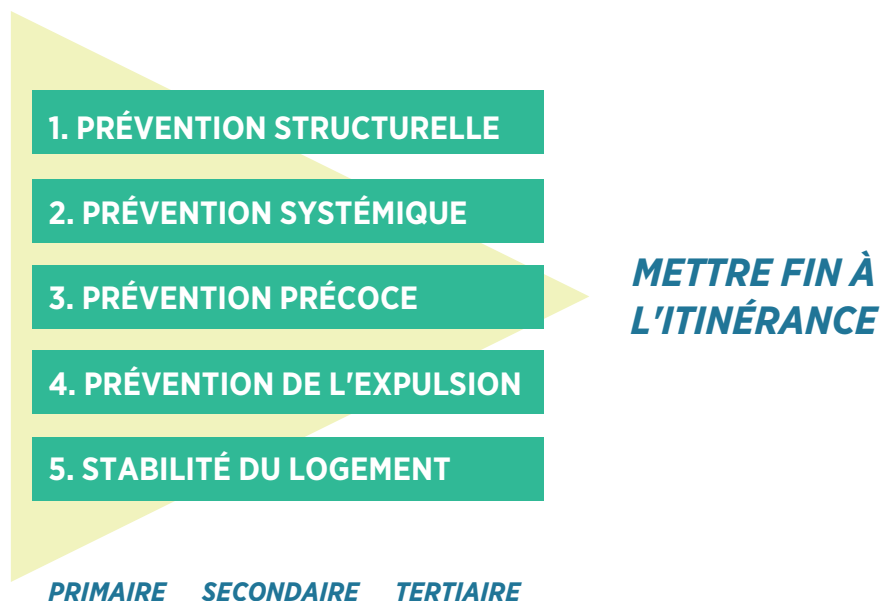 1. PRÉVENTION STRUCTURELLE
2. PRÉVENTION SYSTÉMIQUE
3. PRÉVENTION PRÉCOCE
4. PRÉVENTION DE L'EXPULSION
5. STABILITÉ DU LOGEMENT
METTRE FIN À
L'ITINÉRANCE
PRIMAIRE SECONDAIRE TERTIAIRE